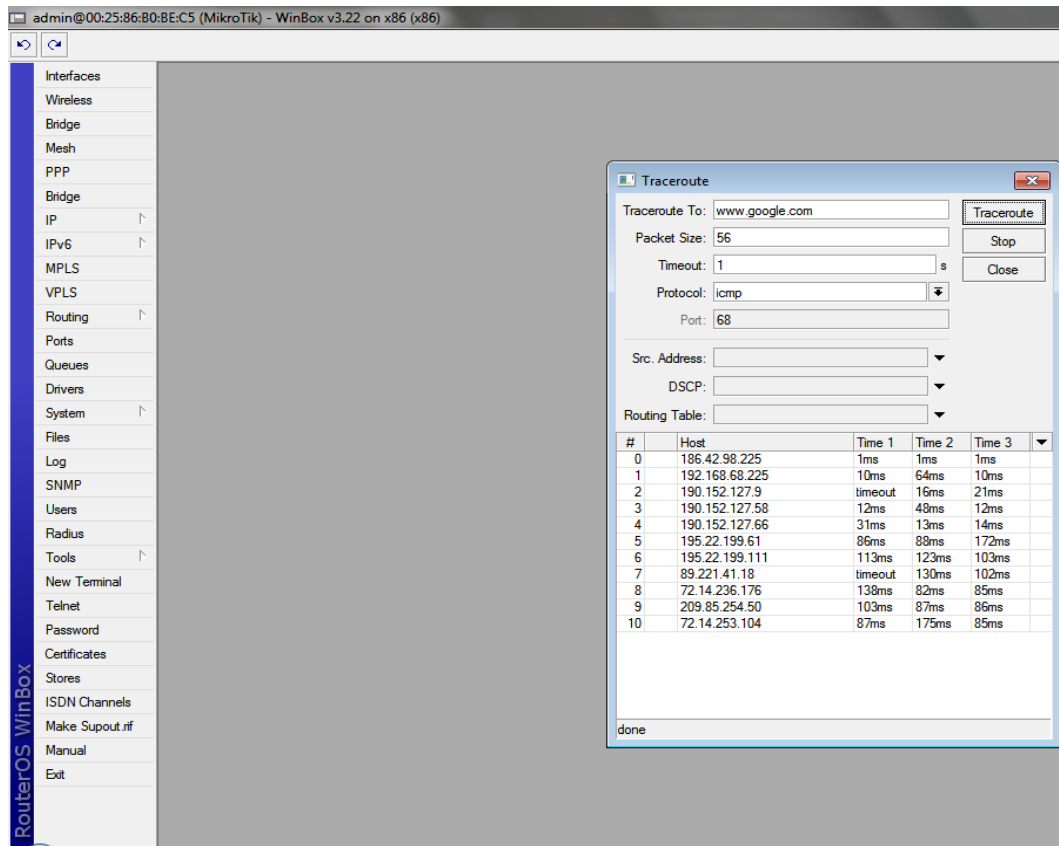 admin@00:25:86:B0:BE:C5 (MikroTik) - WinBox v3.22 on x86 (x86)
Interfaces
Wireless
Bridge
Mesh
PPP
Bridge
IP
IPv6
MPLS
VPLS
Routing
Ports
Queues
Drivers
System
Files
Log
SNMP
Users
Radius
Tools
New Terminal
Telnet
Password
Certificates
Stores
ISDN Channels
Make Supout.rif
Manual
Exit
RouterOS WinBox
Traceroute
Traceroute To: www.google.com Traceroute
Packet Size: 56 Stop
Timeout: 1 s Close
Protocol: icmp
Port: 68
Src. Address:
DSCP:
Routing Table:
# Host Time 1 Time 2 Time 3
0 186.42.98.225 1ms 1ms 1ms
1 192.168.68.225 10ms 64ms 10ms
2 190.152.127.9 timeout 16ms 21ms
3 190.152.127.58 12ms 48ms 12ms
4 190.152.127.66 31ms 13ms 14ms
5 195.22.199.61 86ms 88ms 172ms
6 195.22.199.111 113ms 123ms 103ms
7 89.221.41.18 timeout 130ms 102ms
8 72.14.236.176 138ms 82ms 85ms
9 209.85.254.50 103ms 87ms 86ms
10 72.14.253.104 87ms 175ms 85ms
done